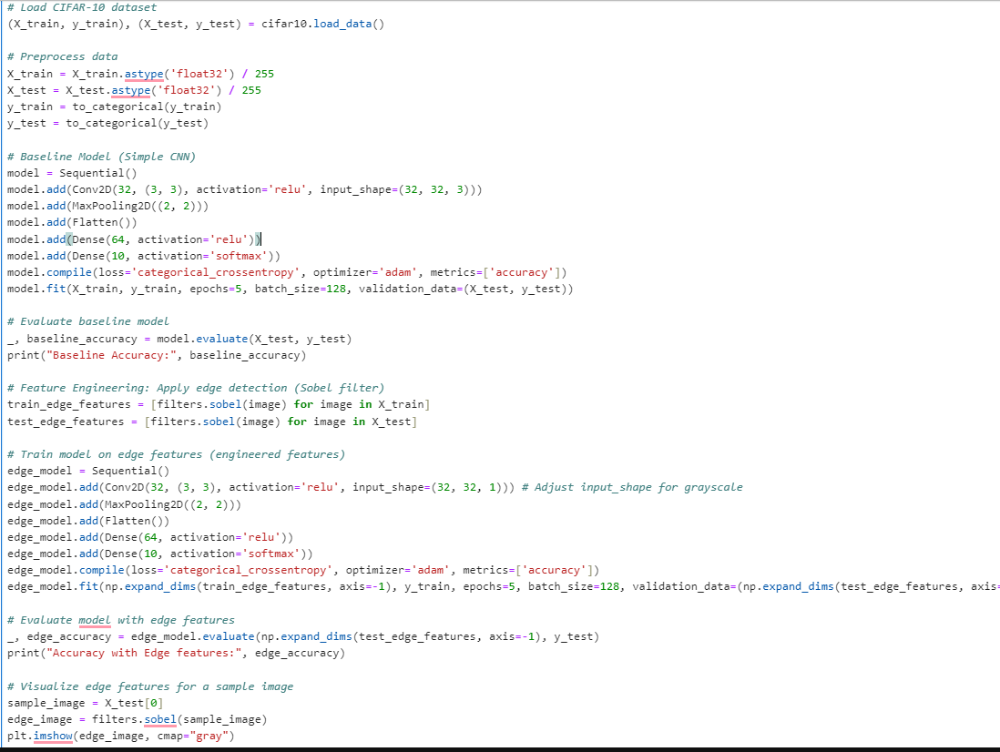 # Load CIFAR-10 dataset
(X_train, y_train), (X_test, y_test) = cifar10.load_data()
# Preprocess data
X_train = X_train.astype('float32') / 255
X_test = X_test.astype('float32') / 255
y_train = to_categorical(y_train)
y_test = to_categorical(y_test)
# Baseline Model (Simple CNN)
model = Sequential()
model.add(Conv2D(32, (3, 3), activation='relu', input_shape=(32, 32, 3)))
model.add(MaxPooling2D((2, 2)))
model.add(Flatten())
model.add(Dense(64, activation='relu'))
model.add(Dense(10, activation='softmax'))
model.compile(loss='categorical_crossentropy', optimizer='adam', metrics=['accuracy'])
model.fit(X_train, y_train, epochs=5, batch_size=128, validation_data=(X_test, y_test))
# Evaluate baseline model
_, baseline_accuracy = model.evaluate(X_test, y_test)
print("Baseline Accuracy:", baseline_accuracy)
# Feature Engineering: Apply edge detection (Sobel filter)
train_edge_features = [filters.sobel(image) for image in X_train]
test_edge_features = [filters.sobel(image) for image in X_test]
# Train model on edge features (engineered features)
edge_model = Sequential()
edge_model.add(Conv2D(32, (3, 3), activation='relu', input_shape=(32, 32, 1))) # Adjust input_shape for grayscale
edge_model.add(MaxPooling2D((2, 2)))
edge_model.add(Flatten())
edge_model.add(Dense(64, activation='relu'))
edge_model.add(Dense(10, activation='softmax'))
edge_model.compile(loss='categorical_crossentropy', optimizer='adam', metrics=['accuracy'])
edge_model.fit(np.expand_dims(train_edge_features, axis=-1), y_train, epochs=5, batch_size=128, validation_data=(np.expand_dims(test_edge_features, axis=
# Evaluate model with edge features
_, edge_accuracy = edge_model.evaluate(np.expand_dims(test_edge_features, axis=-1), y_test)
print("Accuracy with Edge features:", edge_accuracy)
# Visualize edge features for a sample image
sample_image = X_test[0]
edge_image = filters.sobel(sample_image)
plt.imshow(edge_image, cmap="gray")